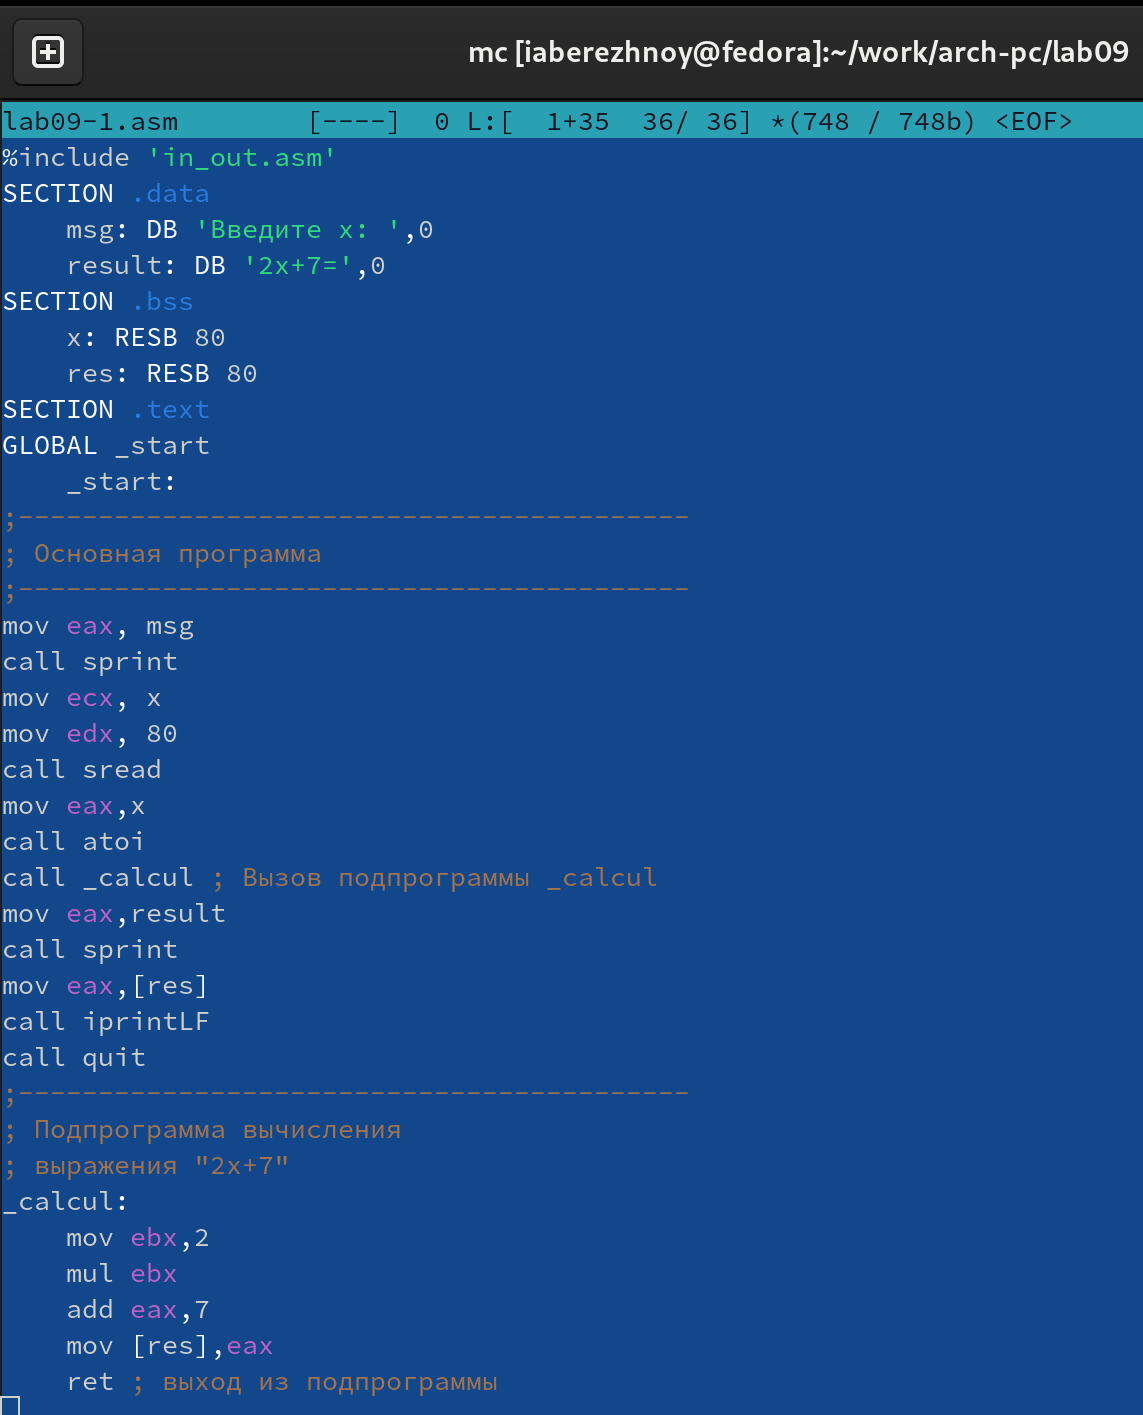 mc [iaberezhnoy@fedora]:~/work/arch-pc/lab09
lab09-1.asm        [----]  0 L:[  1+35  36/ 36] *(748 / 748b) <EOF>
%include 'in_out.asm'
SECTION .data
    msg: DB 'Введите x: ',0
    result: DB '2x+7=',0
SECTION .bss
    x: RESB 80
    res: RESB 80
SECTION .text
GLOBAL _start
    _start:
;------------------------------------------
; Основная программа
;------------------------------------------
mov eax, msg
call sprint
mov ecx, x
mov edx, 80
call sread
mov eax,x
call atoi
call _calcul ; Вызов подпрограммы _calcul
mov eax,result
call sprint
mov eax,[res]
call iprintLF
call quit
;------------------------------------------
; Подпрограмма вычисления
; выражения "2x+7"
_calcul:
    mov ebx,2
    mul ebx
    add eax,7
    mov [res],eax
    ret ; выход из подпрограммы